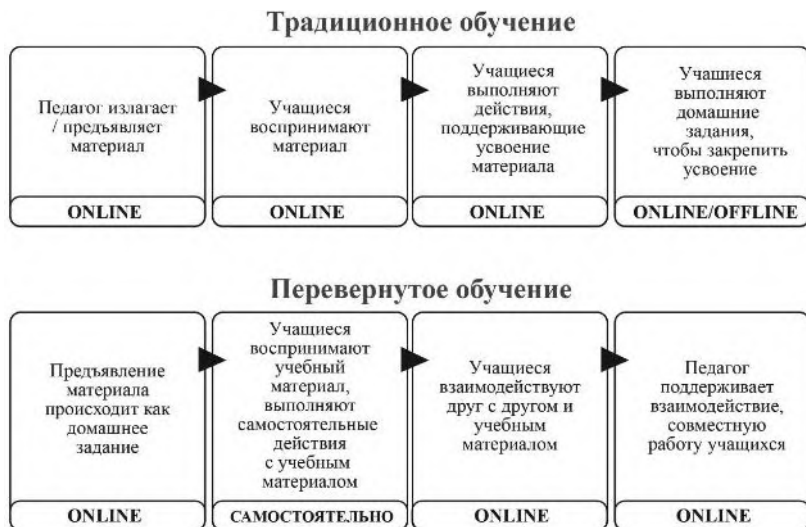 Традиционное обучение
Педагог излагает
/ предъявляет
материал
ONLINE
Учащиеся
воспринимают
материал
ONLINE
Учащиеся
выполняют
действия,
поддерживающие
усвоение
материала
ONLINE
Учашиеся
выполняют
домашние
задания,
чтобы закрепить
усвоение
ONLINE/OFFLINE
Перевернутое обучение
Предъявление
материала
происходит как
домашнее
задание
ONLINE
Учащиеся
воспринимают
учебный
материал,
выполняют
самостоятельные
действия
с учебным
материалом
САМОСТОЯТЕЛЬНО
Учащиеся
взаимодействуют
друг с другом и
учебным
материалом
ONLINE
Педагог
поддерживает
взаимодействие,
совместную
работу учащихся
ONLINE